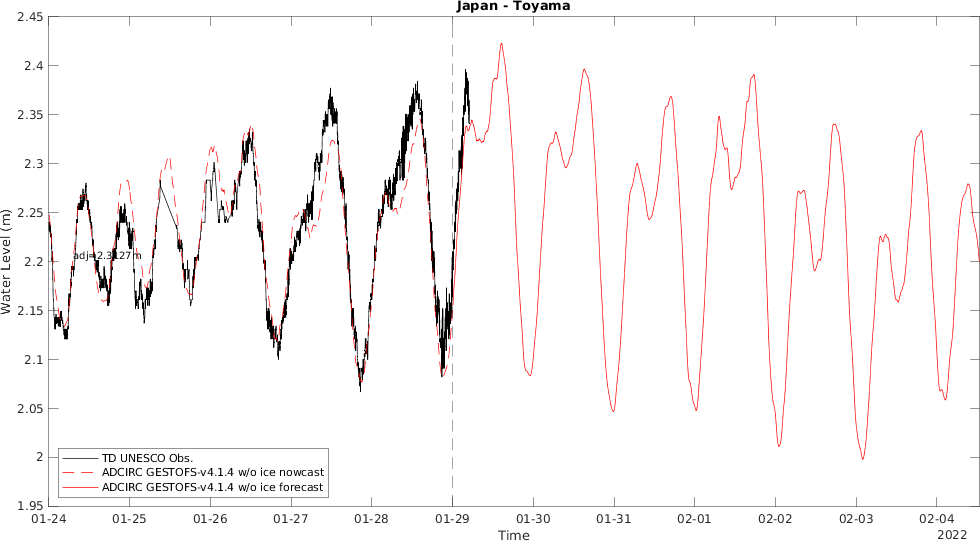 Japan - Toyama
2.45
2.4
2.35
2.3
2.25
2.2
2.15
2.1
2.05
2
1.95
Water Level (m)
TD UNESCO Obs.
ADCIRC GESTOFS-v4.1.4 w/o ice nowcast
ADCIRC GESTOFS-v4.1.4 w/o ice forecast
01-24 01-25 01-26 01-27 01-28 01-29 01-30 01-31 02-01 02-02 02-03 02-04
Time
2022